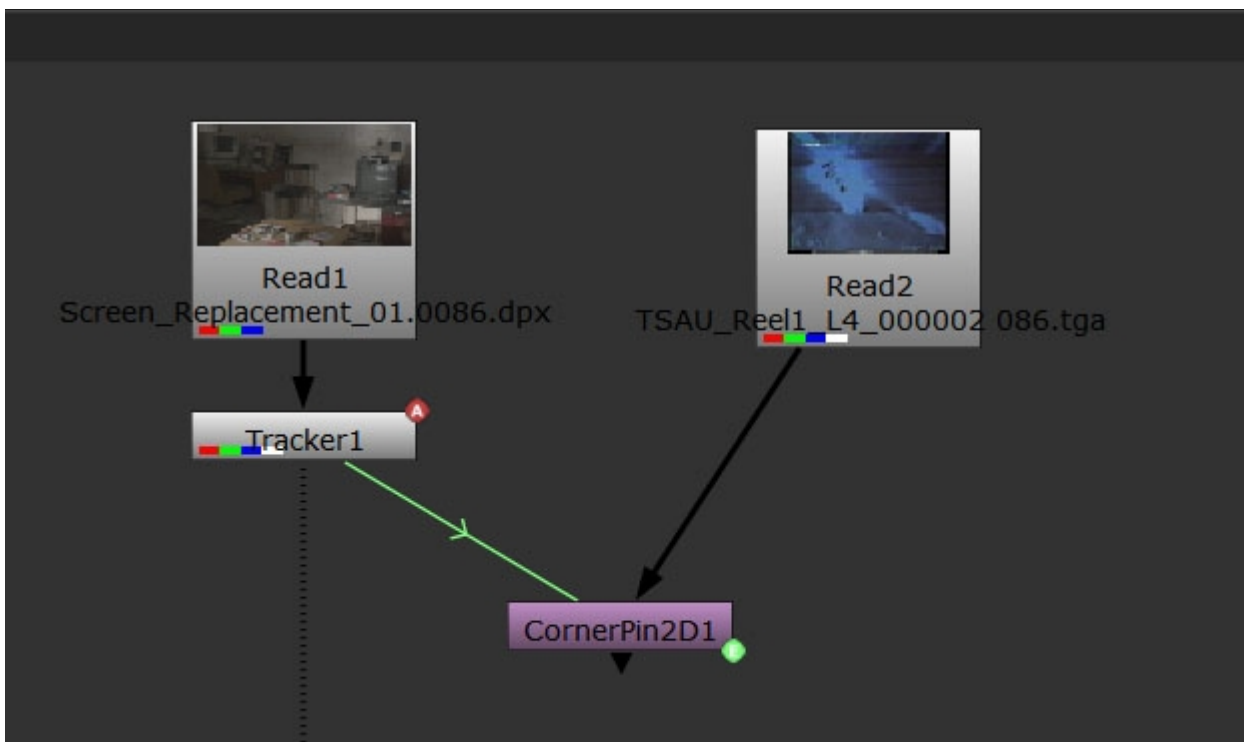 Read1
Screen_Replacement_01.0086.dpx
Read2
TSAU_Reel1_L4_000002 086.tga
A
Tracker1
CornerPin2D1
E